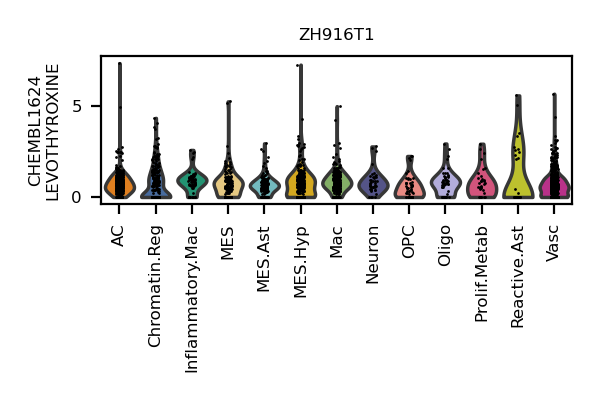 ZH916T1
CHEMBL1624
LEVOTHYROXINE
5
0
AC
Chromatin.Reg
Inflammatory.Mac
MES
MES.Ast
MES.Hyp
Mac
Neuron
OPC
Oligo
Prolif.Metab
Reactive.Ast
Vasc